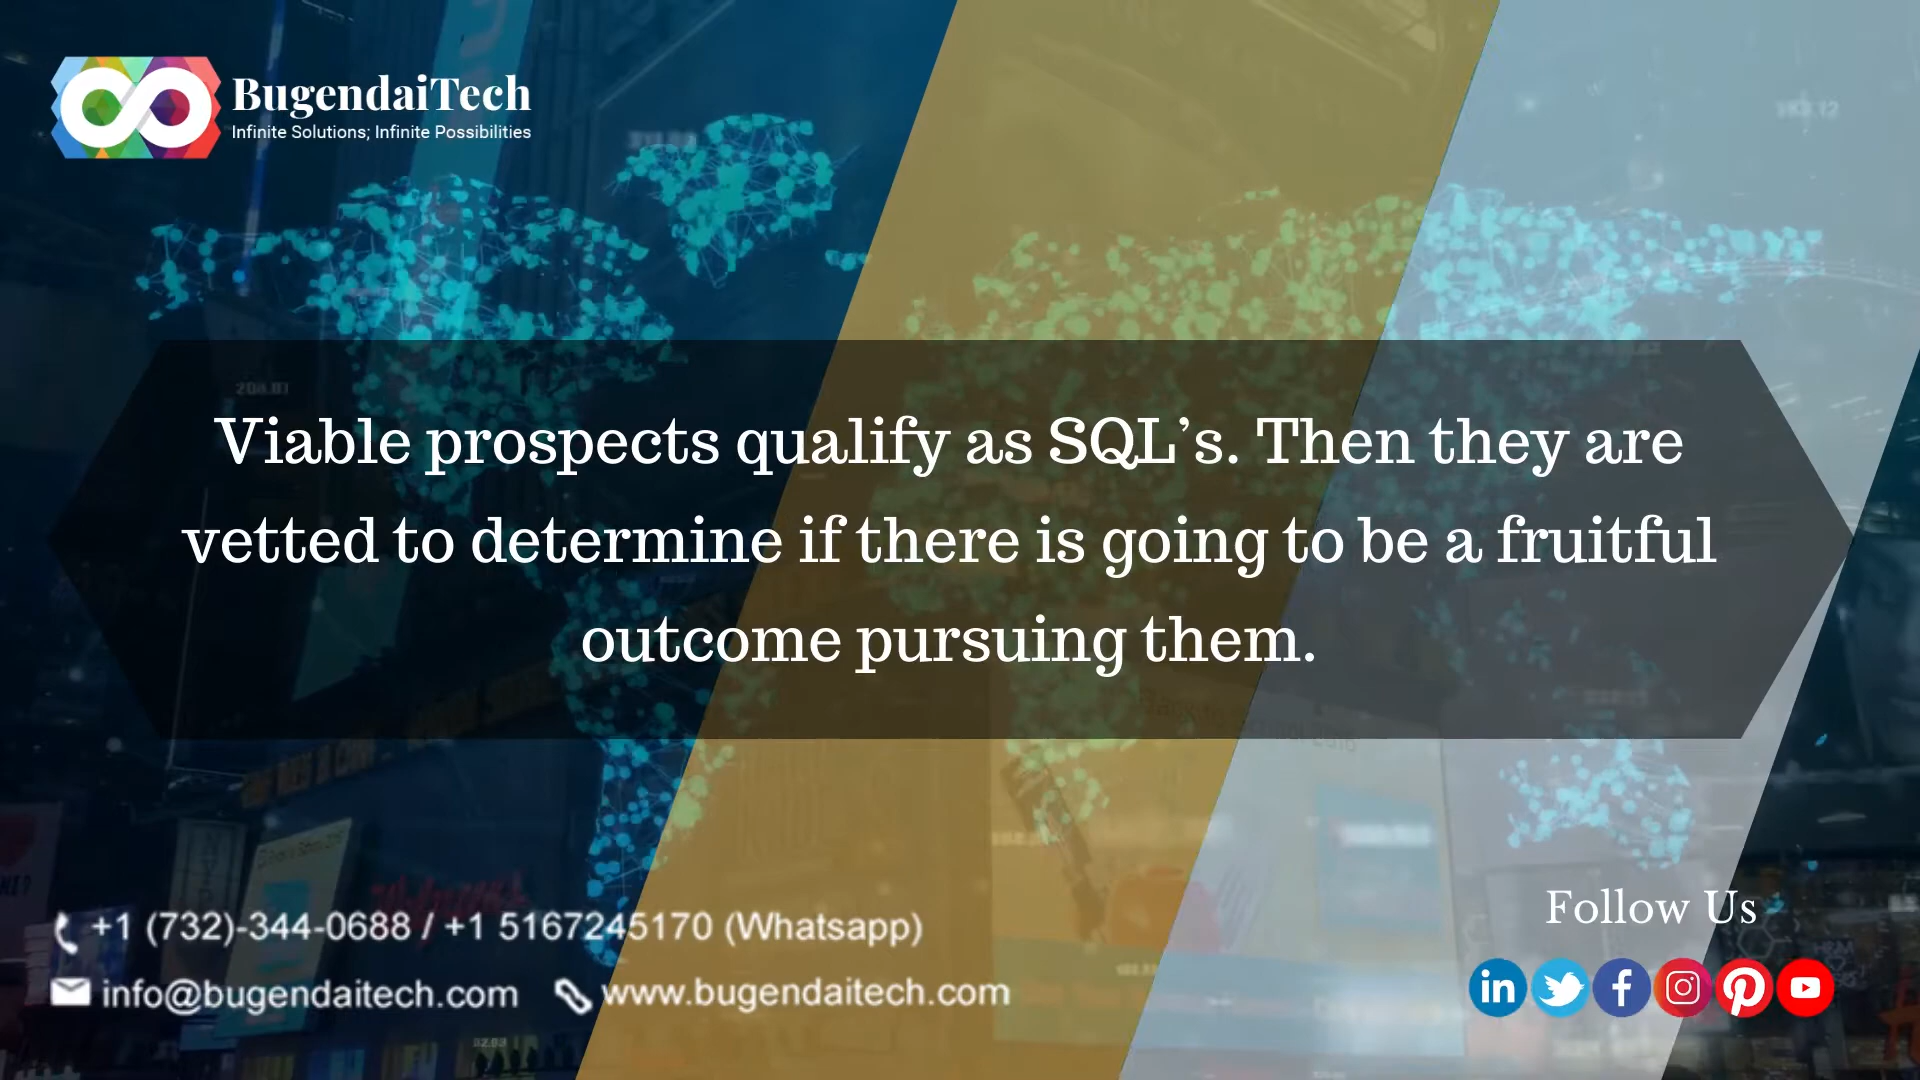 BugendaiTech
Infinite Solutions; Infinite Possibilities
Viable prospects qualify as SQL’s. Then they are
vetted to determine if there is going to be a fruitful
outcome pursuing them.
+1 (732)-344-0688 / +1 5167245170 (Whatsapp)
info@bugendaitech.com www.bugendaitech.com
Follow Us